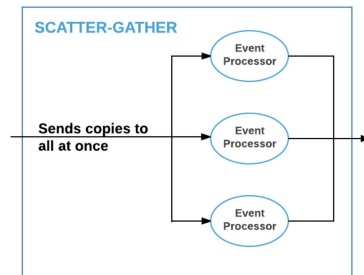 SCATTER-GATHER
Event
Processor
Sends copies to
all at once
Event
Processor
Event
Processor